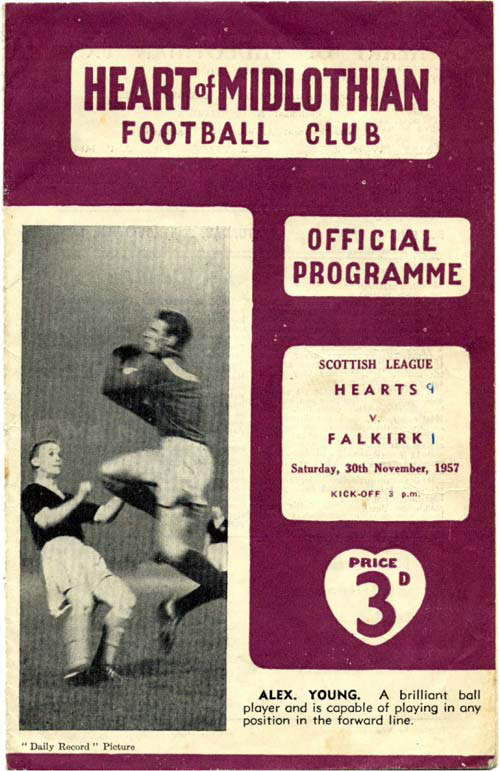 HEART of MIDLOTHIAN
FOOTBALL CLUB
OFFICIAL
PROGRAMME
SCOTTISH LEAGUE
HEARTS 9
V.
FALKIRK 1
Saturday, 30th November, 1957
KICK-OFF 3 p.m.
PRICE
3D
ALEX. YOUNG. A brilliant ball
player and is capable of playing in any
position in the forward line.
"Daily Record" Picture